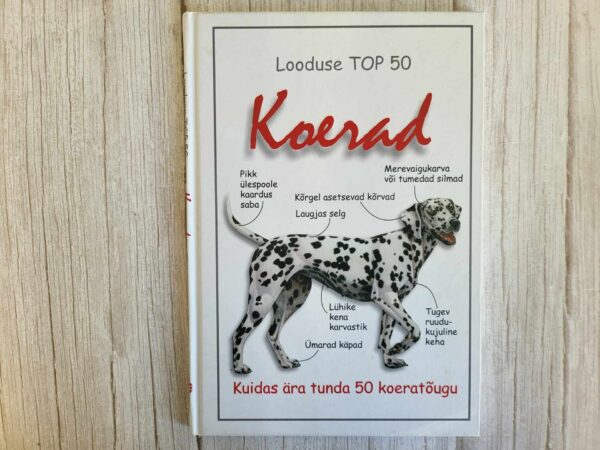 Looduse TOP 50
Koerad
Pikk
ülespoole
kaardus
saba
Merevaigukarva
või tumedad silmad
Kõrgel asetsevad kõrvad
Laugjas selg
Lühike
kena
karvastik
Tugev
ruudu-
kujuline
keha
Ümarad käpad
Kuidas ära tunda 50 koeratõugu